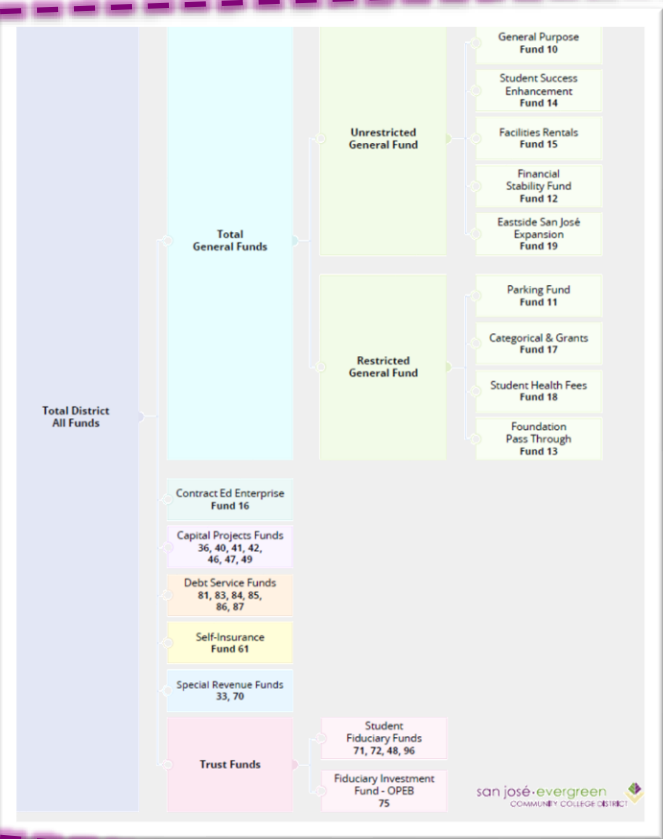 General Purpose
Fund 10
Student Success
Enhancement
Fund 14
Unrestricted
General Fund
Facilities Rentals
Fund 15
Financial
Stability Fund
Fund 12
Eastside San José
Expansion
Fund 19
Total
General Funds
Parking Fund
Fund 11
Categorical & Grants
Fund 17
Restricted
General Fund
Student Health Fees
Fund 18
Foundation
Pass Through
Fund 13
Total District
All Funds
Contract Ed Enterprise
Fund 16
Capital Projects Funds
36, 40, 41, 42,
46, 47, 49
Debt Service Funds
81, 83, 84, 85,
86, 87
Self-Insurance
Fund 61
Special Revenue Funds
33, 70
Trust Funds
Student
Fiduciary Funds
71, 72, 48, 96
Fiduciary Investment
Fund - OPEB
75
san josé·evergreen
COMMUNITY COLLEGE DISTRICT